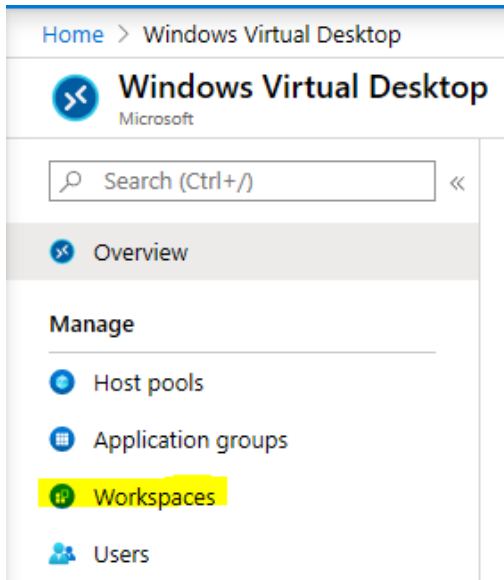 Home > Windows Virtual Desktop
Windows Virtual Desktop
Microsoft
Search (Ctrl+/)
«
Overview
Manage
Host pools
Application groups
Workspaces
Users